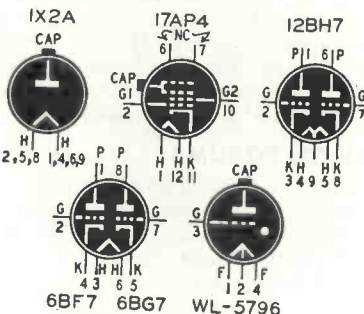 1X2A
CAP
H H
2,5,8 1,4,6,9
17AP4
NC
6 7
CAP
G1 G2
2 10
H H K
1 12 11
12BH7
P 1 6 P
G G
2 7
K H H K
3 4 9 5 8
P P
1 8
G G
2 7
K H H K
4 3 6 5
6BF7 6BG7
CAP
G
3
F F
1 2 4
WL-5796